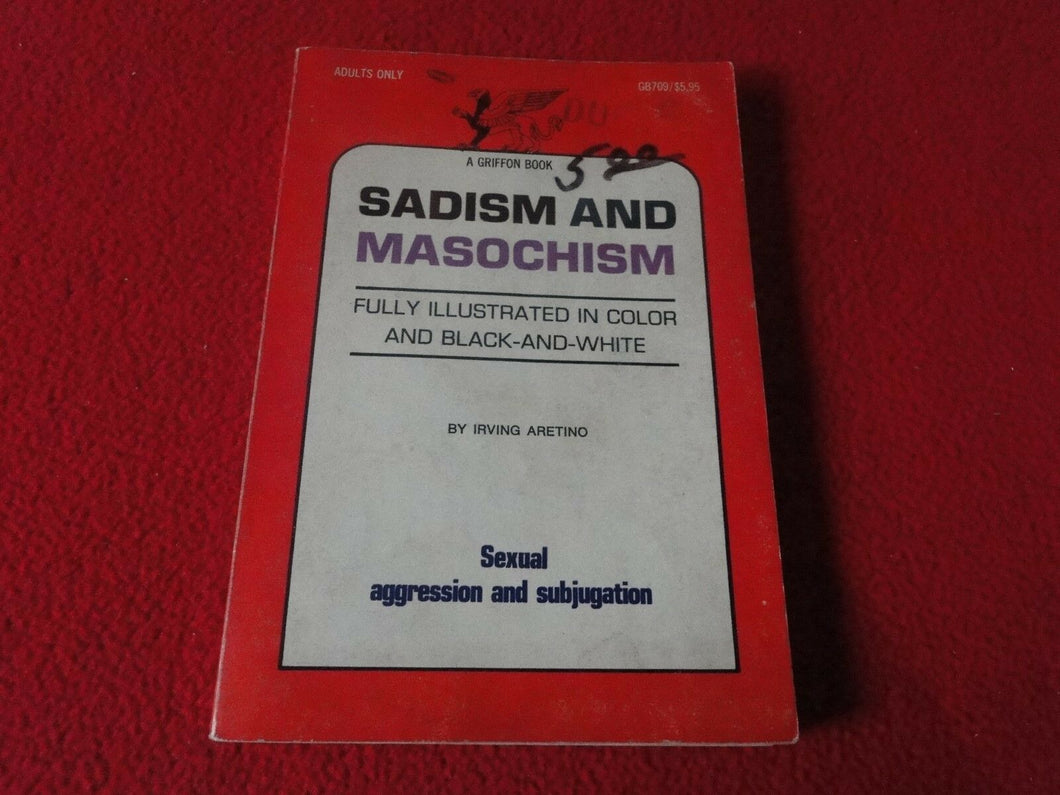 ADULTS ONLY
GB709/$5.95
A GRIFFON BOOK
SADISM AND
MASOCHISM
FULLY ILLUSTRATED IN COLOR
AND BLACK-AND-WHITE
BY IRVING ARETINO
Sexual
aggression and subjugation